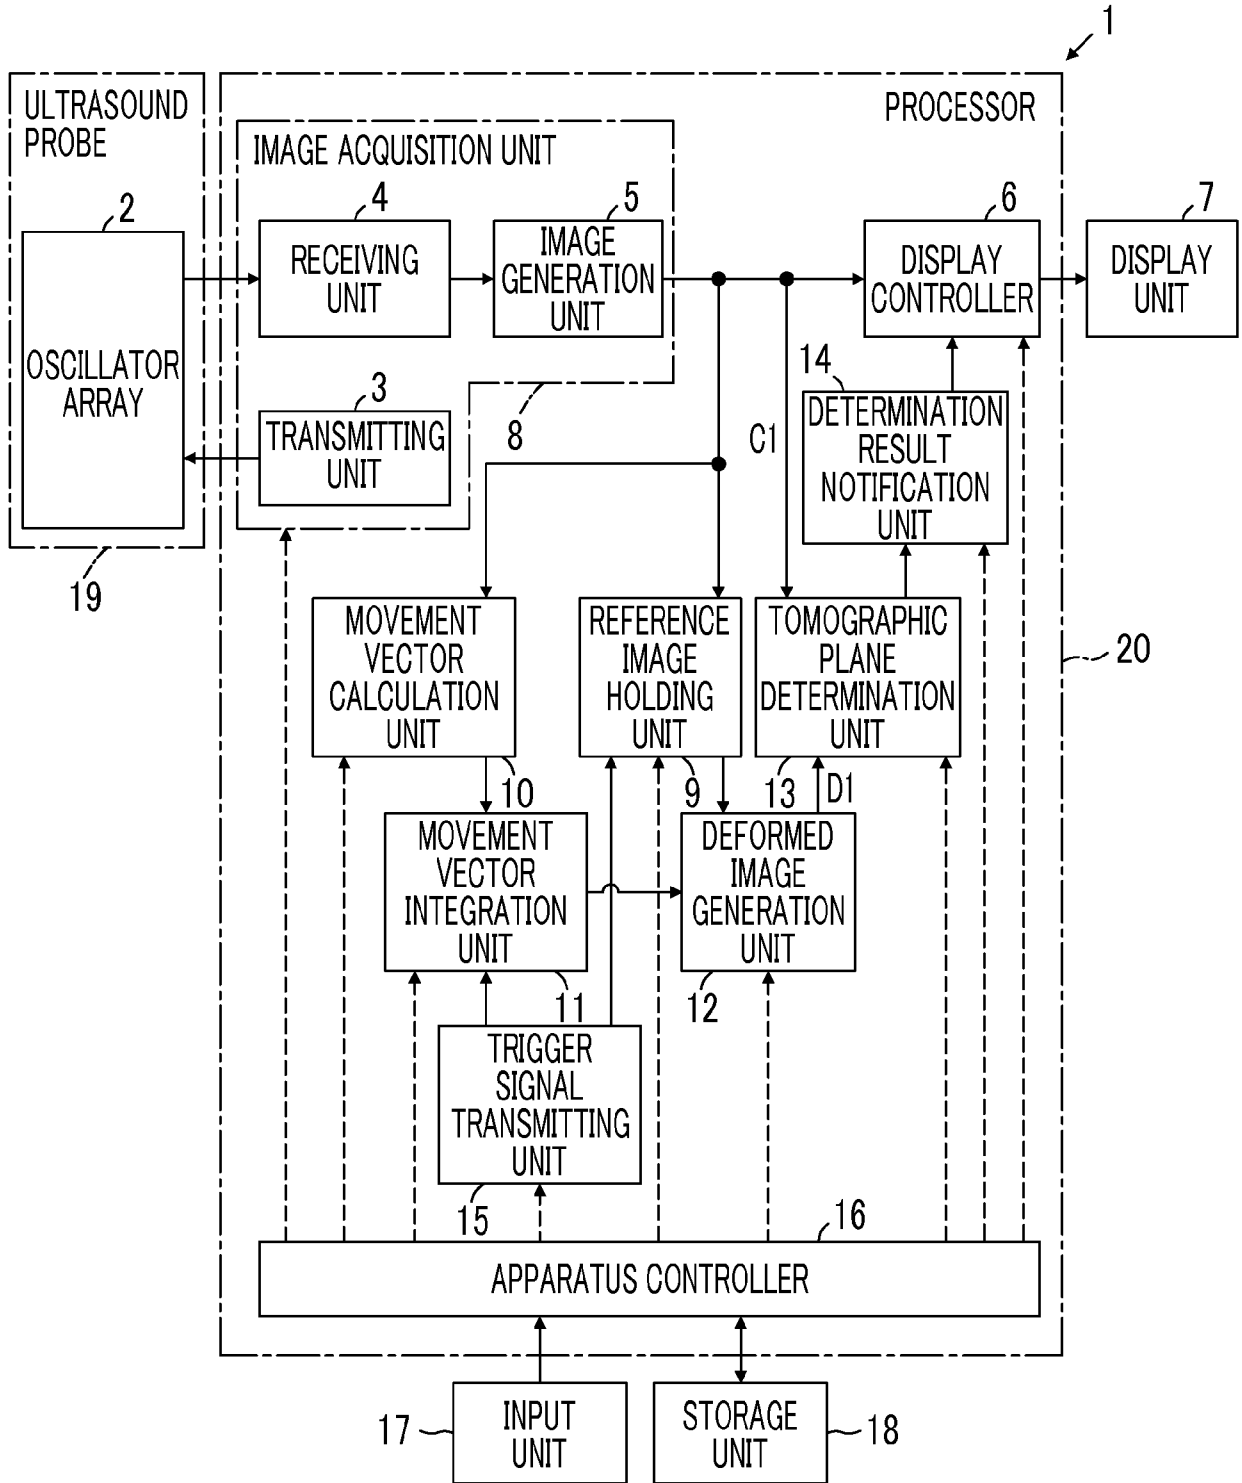 1
ULTRASOUND
PROBE
PROCESSOR
IMAGE ACQUISITION UNIT
2
OSCILLATOR
ARRAY
4
RECEIVING
UNIT
5
IMAGE
GENERATION
UNIT
6
DISPLAY
CONTROLLER
7
DISPLAY
UNIT
3
TRANSMITTING
UNIT
8
C1
14
DETERMINATION
RESULT
NOTIFICATION
UNIT
19
MOVEMENT
VECTOR
CALCULATION
UNIT
10
REFERENCE
IMAGE
HOLDING
UNIT
9
TOMOGRAPHIC
PLANE
DETERMINATION
UNIT
13
D1
20
MOVEMENT
VECTOR
INTEGRATION
UNIT
11
DEFORMED
IMAGE
GENERATION
UNIT
12
TRIGGER
SIGNAL
TRANSMITTING
UNIT
15
16
APPARATUS CONTROLLER
17
INPUT
UNIT
STORAGE
UNIT
18